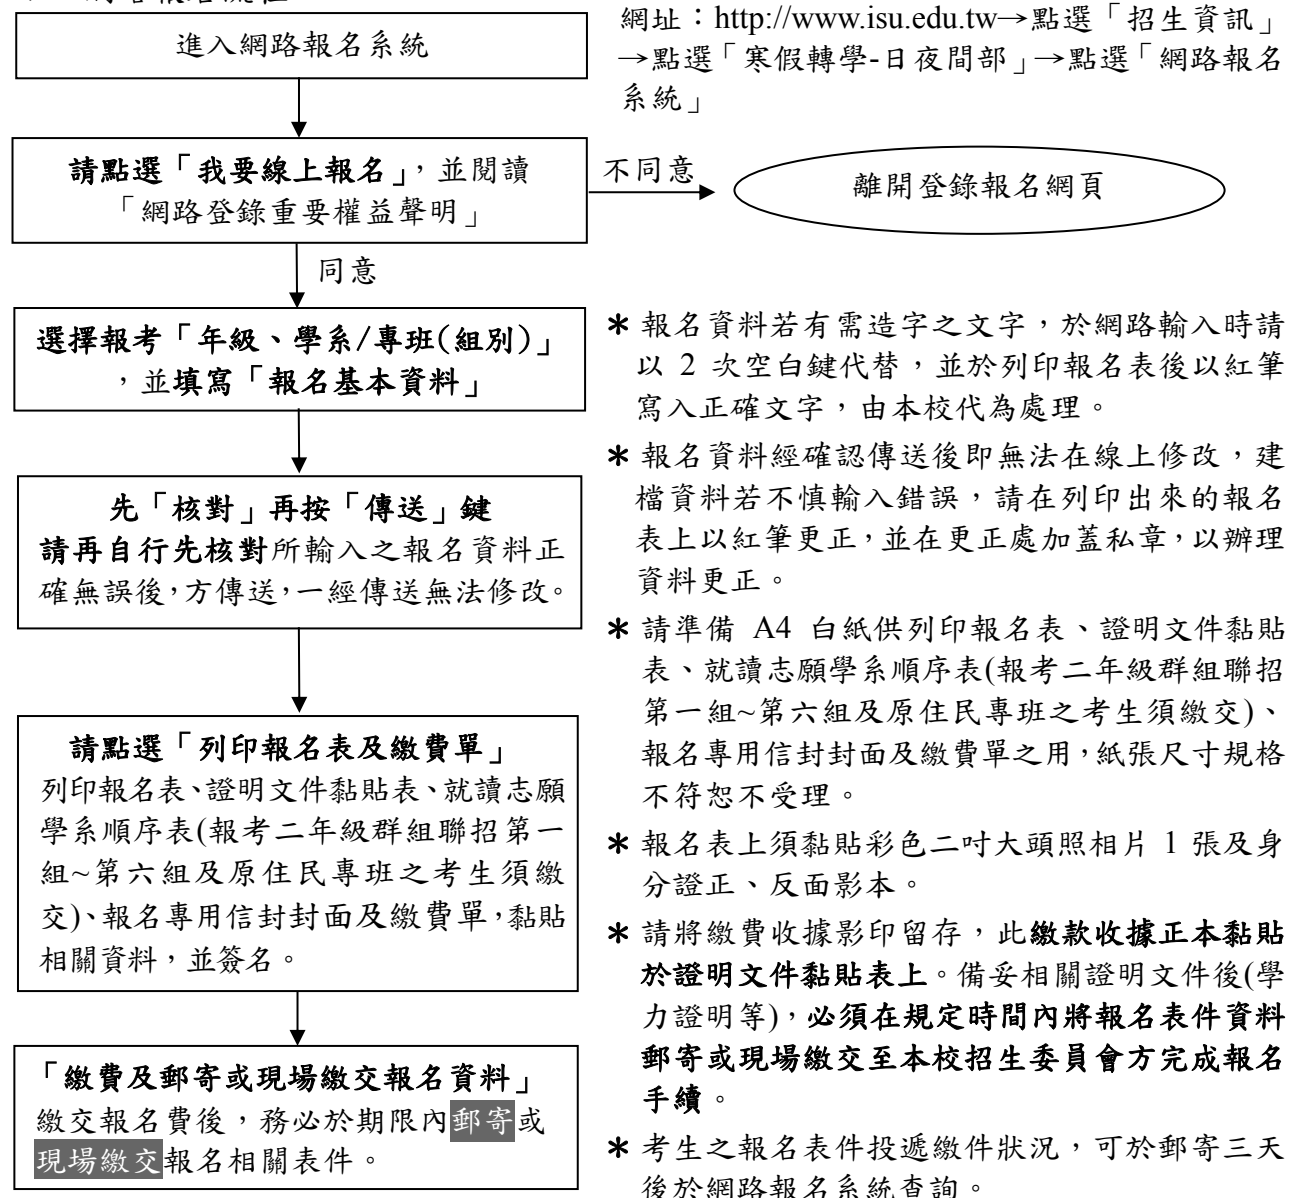 進入網路報名系統
網址：http://www.isu.edu.tw→點選「招生資訊」
→點選「寒假轉學-日夜間部」→點選「網路報名
系統」
請點選「我要線上報名」，並閱讀
「網路登錄重要權益聲明」
不同意
離開登錄報名網頁
同意
選擇報考「年級、學系/專班(組別)」
，並填寫「報名基本資料」
先「核對」再按「傳送」鍵
請再自行先核對所輸入之報名資料正
確無誤後，方傳送，一經傳送無法修改。
請點選「列印報名表及繳費單」
列印報名表、證明文件黏貼表、就讀志願
學系順序表(報考二年級群組聯招第一
組~第六組及原住民專班之考生須繳
交)、報名專用信封封面及繳費單，黏貼
相關資料，並簽名。
「繳費及郵寄或現場繳交報名資料」
繳交報名費後，務必於期限內郵寄或
現場繳交報名相關表件。
＊報名資料若有需造字之文字，於網路輸入時請
以 2 次空白鍵代替，並於列印報名表後以紅筆
寫入正確文字，由本校代為處理。
＊報名資料經確認傳送後即無法在線上修改，建
檔資料若不慎輸入錯誤，請在列印出來的報名
表上以紅筆更正，並在更正處加蓋私章，以辦理
資料更正。
＊請準備 A4 白紙供列印報名表、證明文件黏貼
表、就讀志願學系順序表(報考二年級群組聯招
第一組~第六組及原住民專班之考生須繳交)、
報名專用信封封面及繳費單之用，紙張尺寸規格
不符恕不受理。
＊報名表上須黏貼彩色二吋大頭照相片 1 張及身
分證正、反面影本。
＊請將繳費收據影印留存，此繳款收據正本黏貼
於證明文件黏貼表上。備妥相關證明文件後(學
力證明等)，必須在規定時間內將報名表件資料
郵寄或現場繳交至本校招生委員會方完成報名
手續。
＊考生之報名表件投遞繳件狀況，可於郵寄三天
後於網路報名系統查詢。